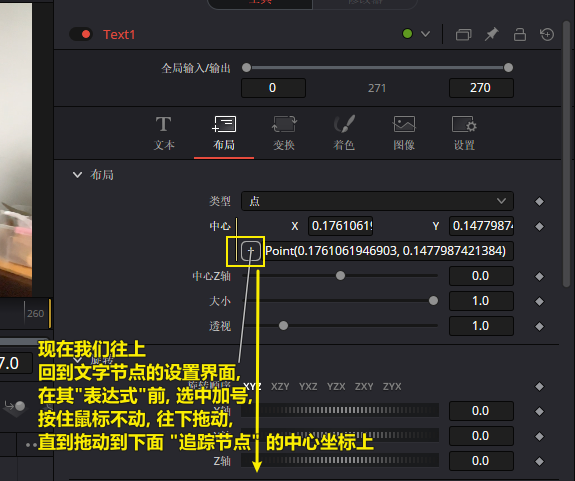 工具
修改器
Text1
全局输入/输出
0 271 270
文本 布局 变换 着色 图像 设置
布局
类型 点
中心 X 0.1761061 Y 0.1477987
+ Point(0.1761061946903, 0.1477987421384)
中心Z轴 0.0
大小 1.0
透视 1.0
260
7.0
旋转
旋转顺序 XYZ XZY YXZ YZX ZXY ZYX
X轴 0.0
Y轴 0.0
Z轴 0.0
现在我们往上
回到文字节点的设置界面,
在其"表达式"前, 选中加号,
按住鼠标不动, 往下拖动,
直到拖动到下面 "追踪节点" 的中心坐标上